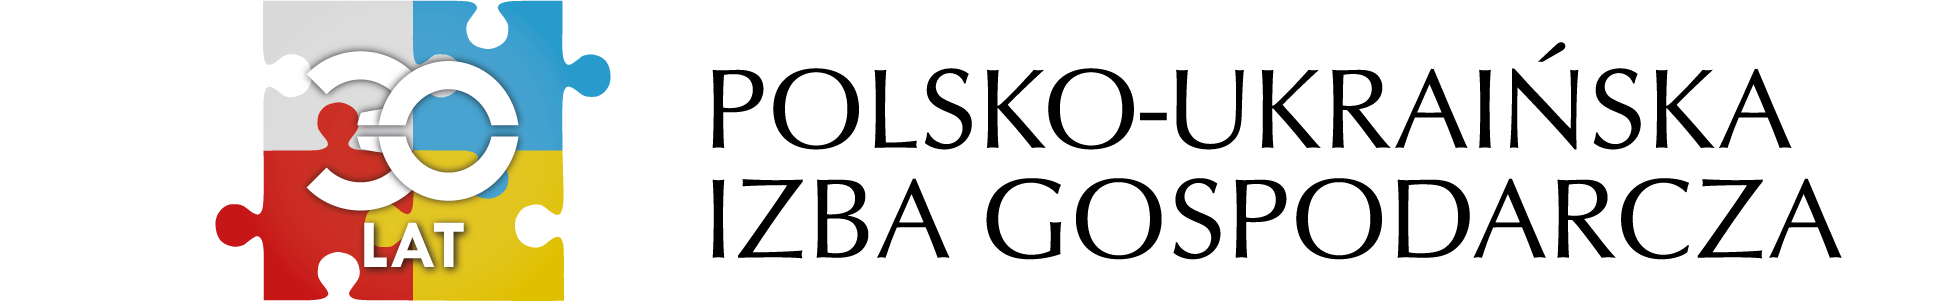 30
LAT
POLSKO-UKRAIŃSKA
IZBA GOSPODARCZA